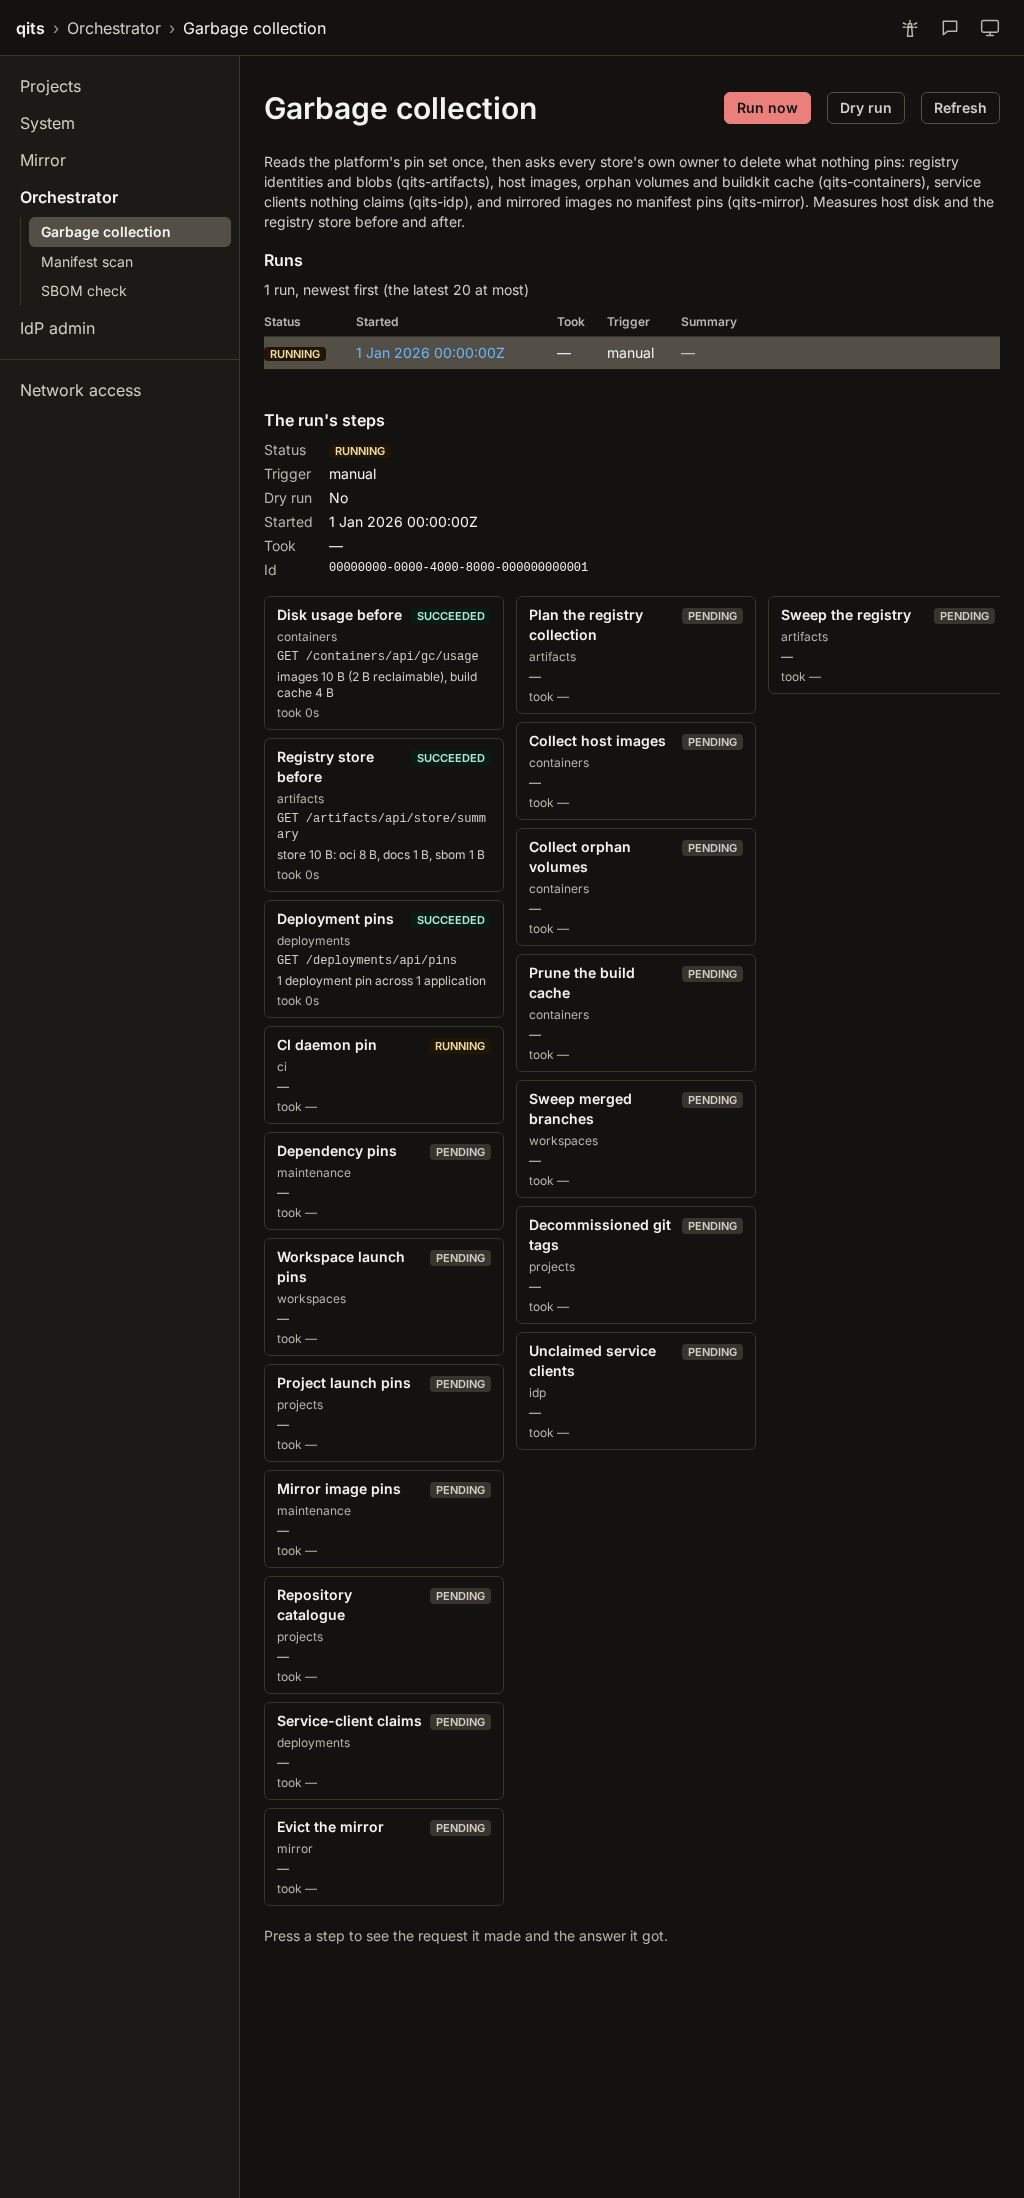 qits › Orchestrator › Garbage collection
Projects
System
Mirror
Orchestrator
Garbage collection
Manifest scan
SBOM check
IdP admin
Network access
Garbage collection
Run now
Dry run
Refresh
Reads the platform's pin set once, then asks every store's own owner to delete what nothing pins: registry
identities and blobs (qits-artifacts), host images, orphan volumes and buildkit cache (qits-containers), service
clients nothing claims (qits-idp), and mirrored images no manifest pins (qits-mirror). Measures host disk and the
registry store before and after.
Runs
1 run, newest first (the latest 20 at most)
Status Started Took Trigger Summary
RUNNING 1 Jan 2026 00:00:00Z — manual —
The run's steps
Status RUNNING
Trigger manual
Dry run No
Started 1 Jan 2026 00:00:00Z
Took —
Id 00000000-0000-4000-8000-000000000001
Disk usage before SUCCEEDED
containers
GET /containers/api/gc/usage
images 10 B (2 B reclaimable), build
cache 4 B
took 0s
Registry store
before
SUCCEEDED
artifacts
GET /artifacts/api/store/summ
ary
store 10 B: oci 8 B, docs 1 B, sbom 1 B
took 0s
Deployment pins SUCCEEDED
deployments
GET /deployments/api/pins
1 deployment pin across 1 application
took 0s
CI daemon pin RUNNING
ci
—
took —
Dependency pins PENDING
maintenance
—
took —
Workspace launch
pins
PENDING
workspaces
—
took —
Project launch pins PENDING
projects
—
took —
Mirror image pins PENDING
maintenance
—
took —
Repository
catalogue
PENDING
projects
—
took —
Service-client claims PENDING
deployments
—
took —
Evict the mirror PENDING
mirror
—
took —
Plan the registry
collection
PENDING
artifacts
—
took —
Collect host images PENDING
containers
—
took —
Collect orphan
volumes
PENDING
containers
—
took —
Prune the build
cache
PENDING
containers
—
took —
Sweep merged
branches
PENDING
workspaces
—
took —
Decommissioned git
tags
PENDING
projects
—
took —
Unclaimed service
clients
PENDING
idp
—
took —
Sweep the registry PENDING
artifacts
—
took —
Press a step to see the request it made and the answer it got.